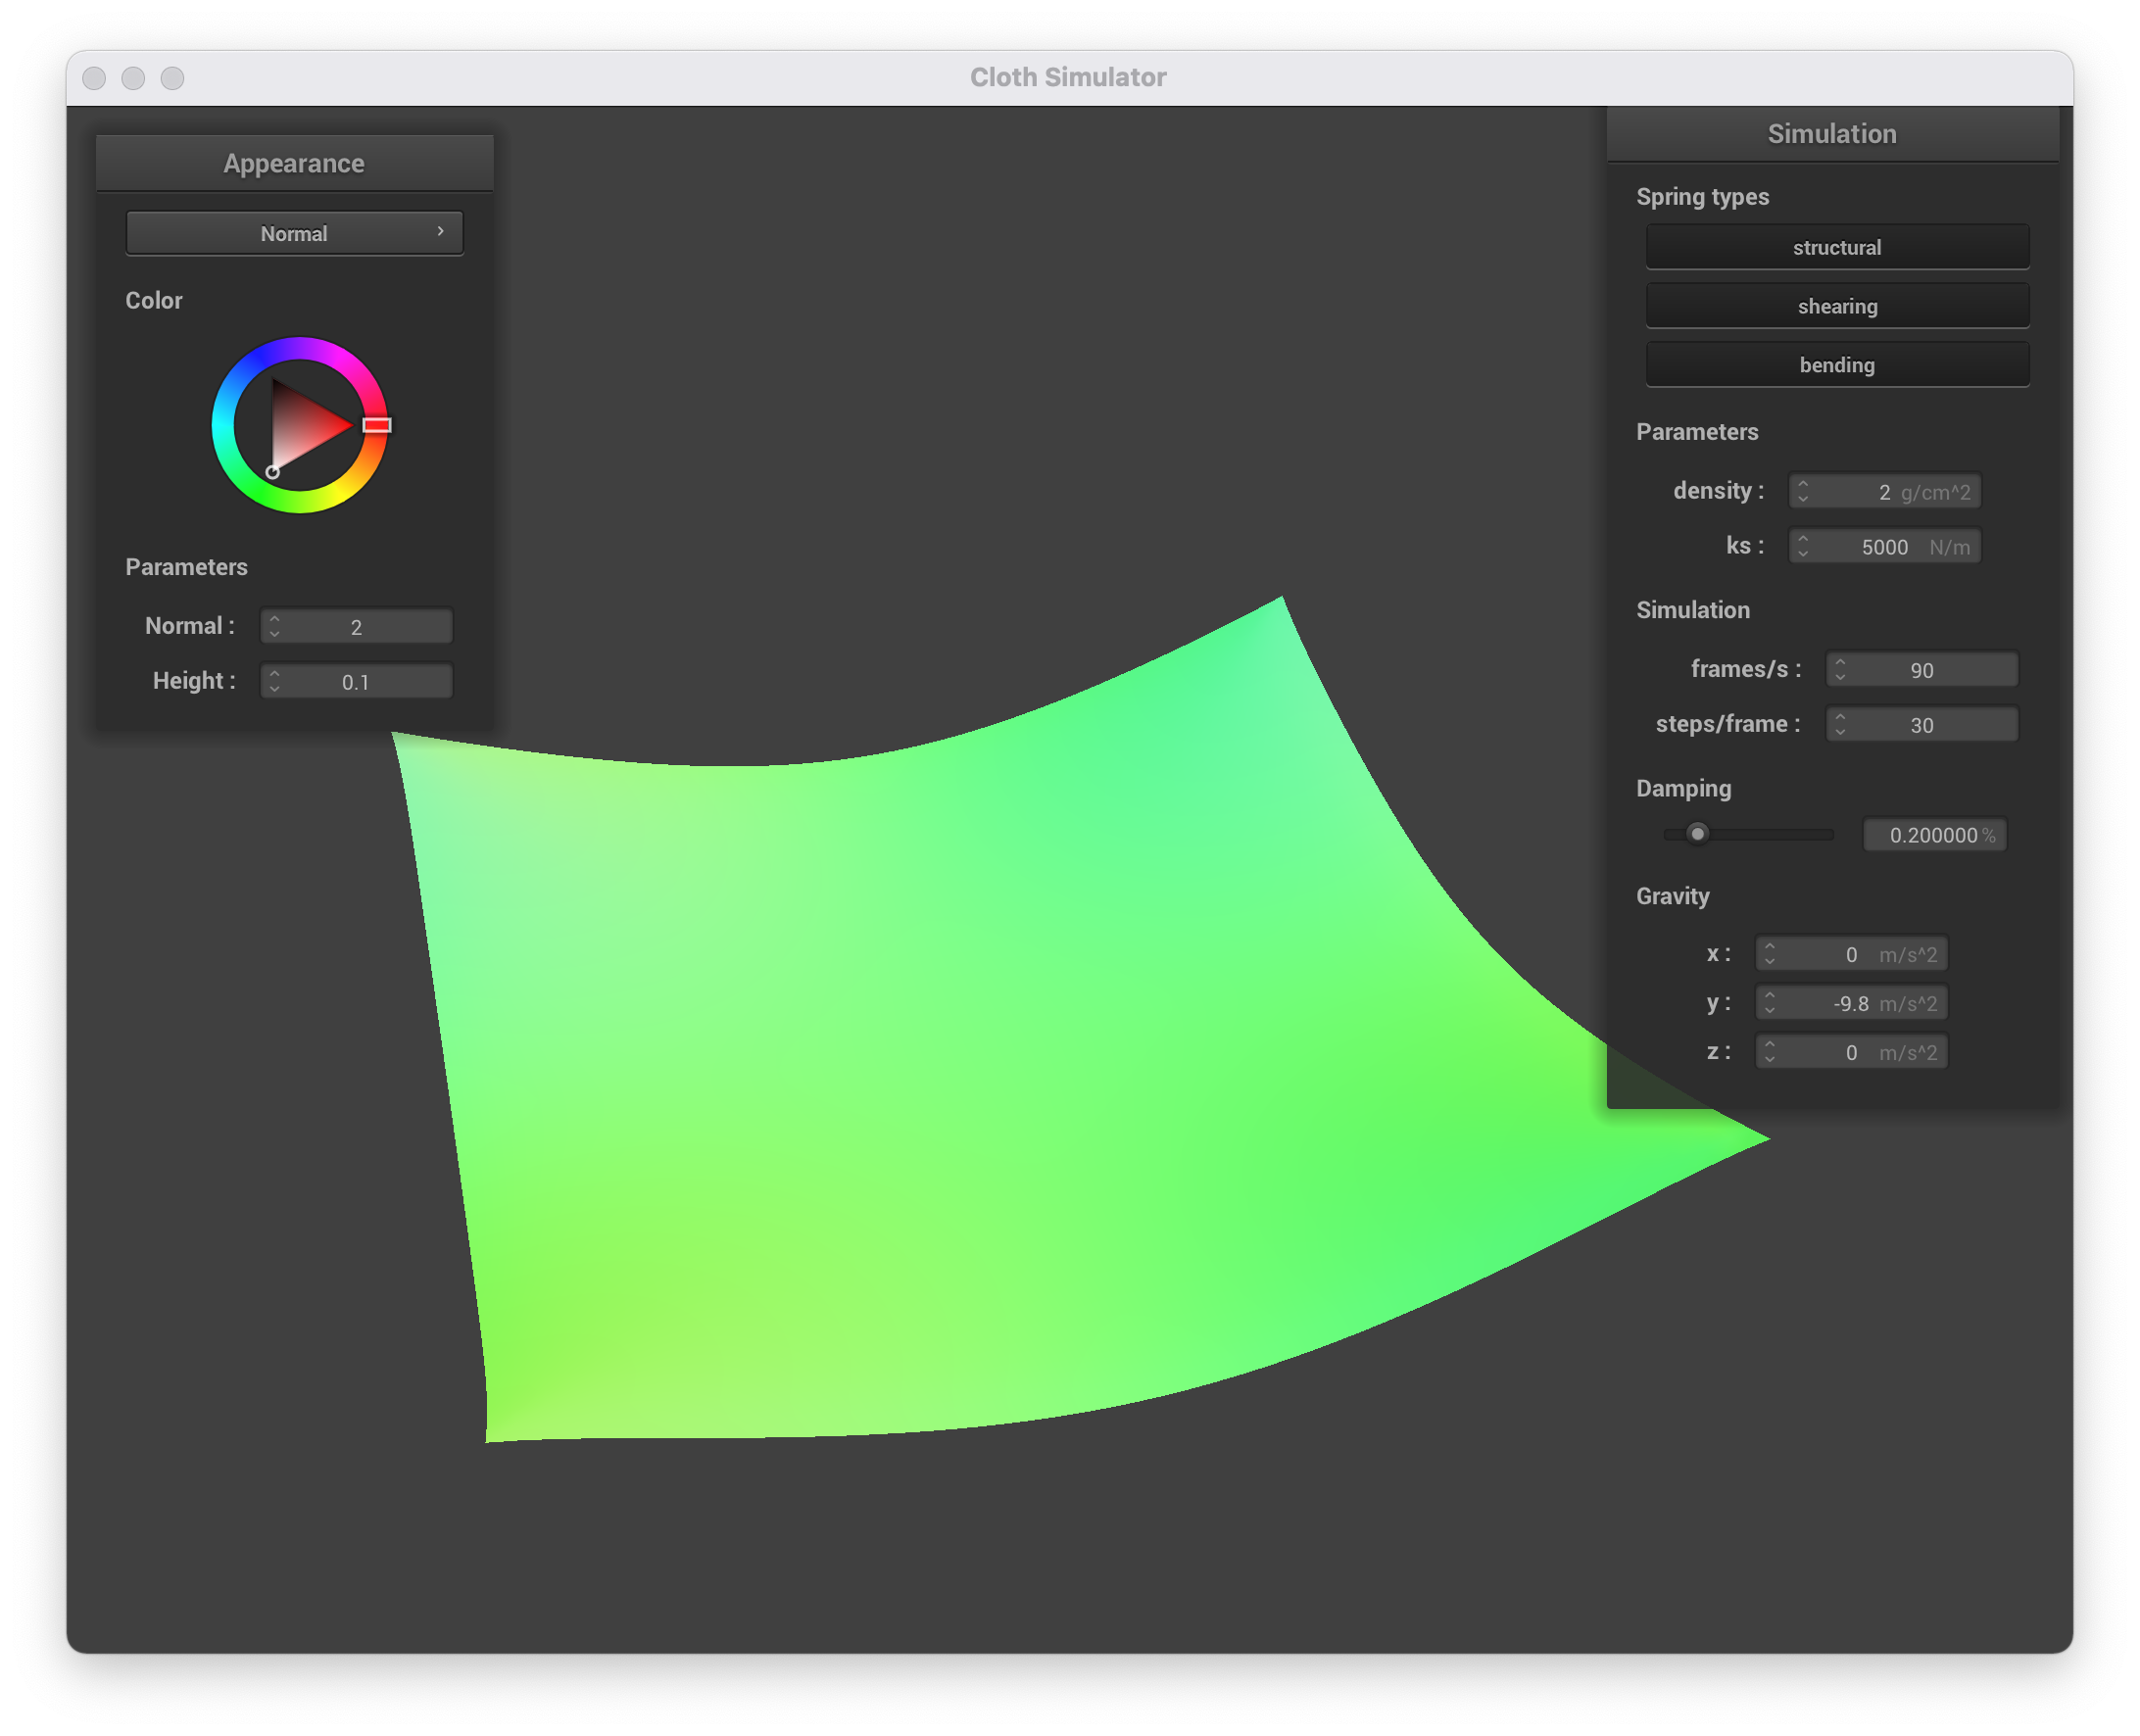 Cloth Simulator
Appearance
Normal
Color
Parameters
Normal :
2
Height :
0.1
Simulation
Spring types
structural
shearing
bending
Parameters
density :
2 g/cm^2
ks :
5000 N/m
Simulation
frames/s :
90
steps/frame :
30
Damping
0.200000 %
Gravity
x :
0 m/s^2
y :
-9.8 m/s^2
z :
0 m/s^2